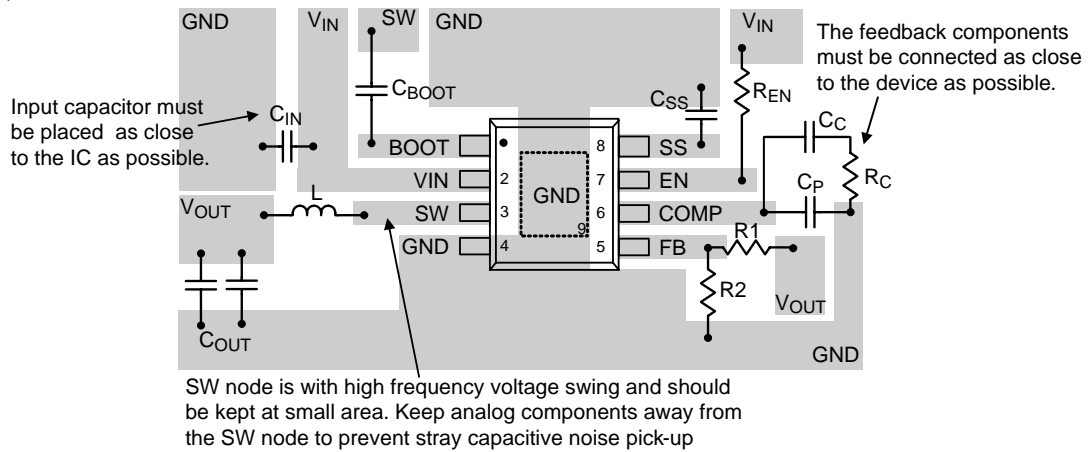 GND
VIN
SW
GND
VIN
The feedback components
must be connected as close
to the device as possible.
Input capacitor must
be placed as close
to the IC as possible.
CIN
CBOOT
CSS
REN
CC
RC
CP
BOOT
8
SS
VIN
2
GND
7
EN
VOUT
L
SW
3
6
COMP
GND
4
9
5
FB
R1
R2
VOUT
COUT
GND
SW node is with high frequency voltage swing and should
be kept at small area. Keep analog components away from
the SW node to prevent stray capacitive noise pick-up